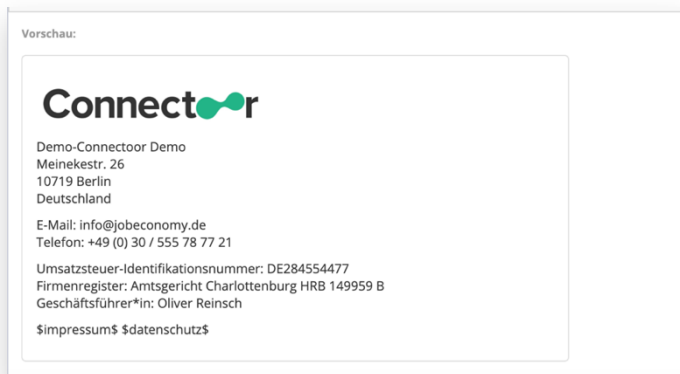 Vorschau:
Connectoor
Demo-Connectoor Demo
Meinekestr. 26
10719 Berlin
Deutschland
E-Mail: info@jobeconomy.de
Telefon: +49 (0) 30 / 555 78 77 21
Umsatzsteuer-Identifikationsnummer: DE284554477
Firmenregister: Amtsgericht Charlottenburg HRB 149959 B
Geschäftsführer*in: Oliver Reinsch
$impressum$ $datenschutz$